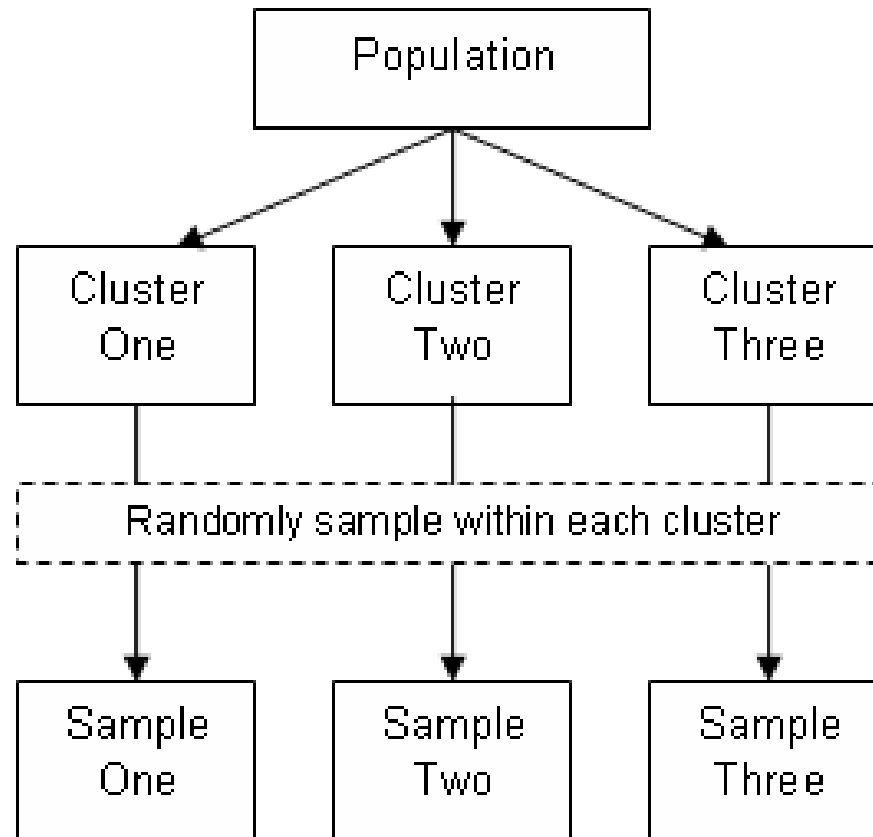 Population
Cluster
One
Cluster
Two
Cluster
Three
Randomly sample within each cluster
Sample
One
Sample
Two
Sample
Three